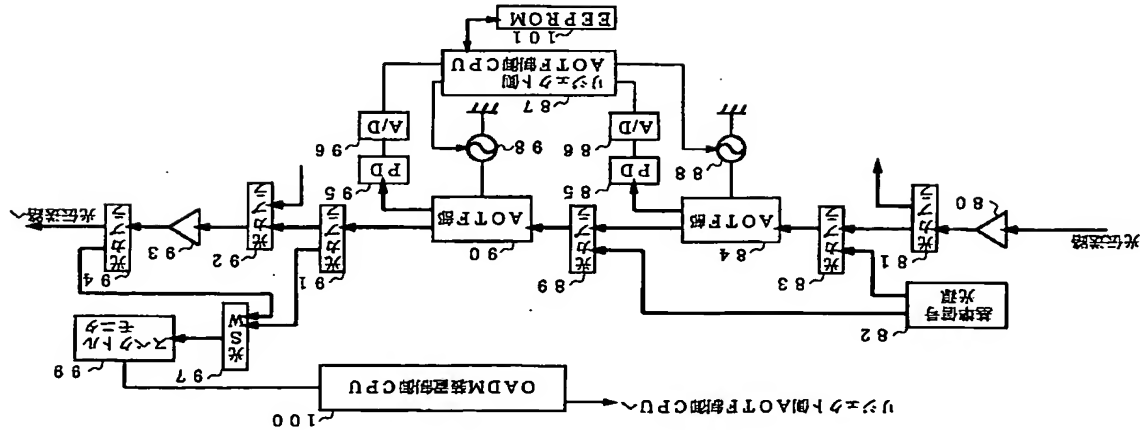 100
リジェクト側AOTF制御CPUへ
OADM装置制御CPU
82
基準信号
光源
97
光SW
99
スペクトル
モニタ
光伝送路
80
81
光カプラ
83
光カプラ
84
AOTF部
89
光カプラ
90
AOTF部
91
光カプラ
92
光カプラ
93
94
光カプラ
光伝送路へ
88
85
PD
86
A/D
98
95
PD
96
A/D
87
リジェクト側
AOTF制御CPU
101
EEPROM